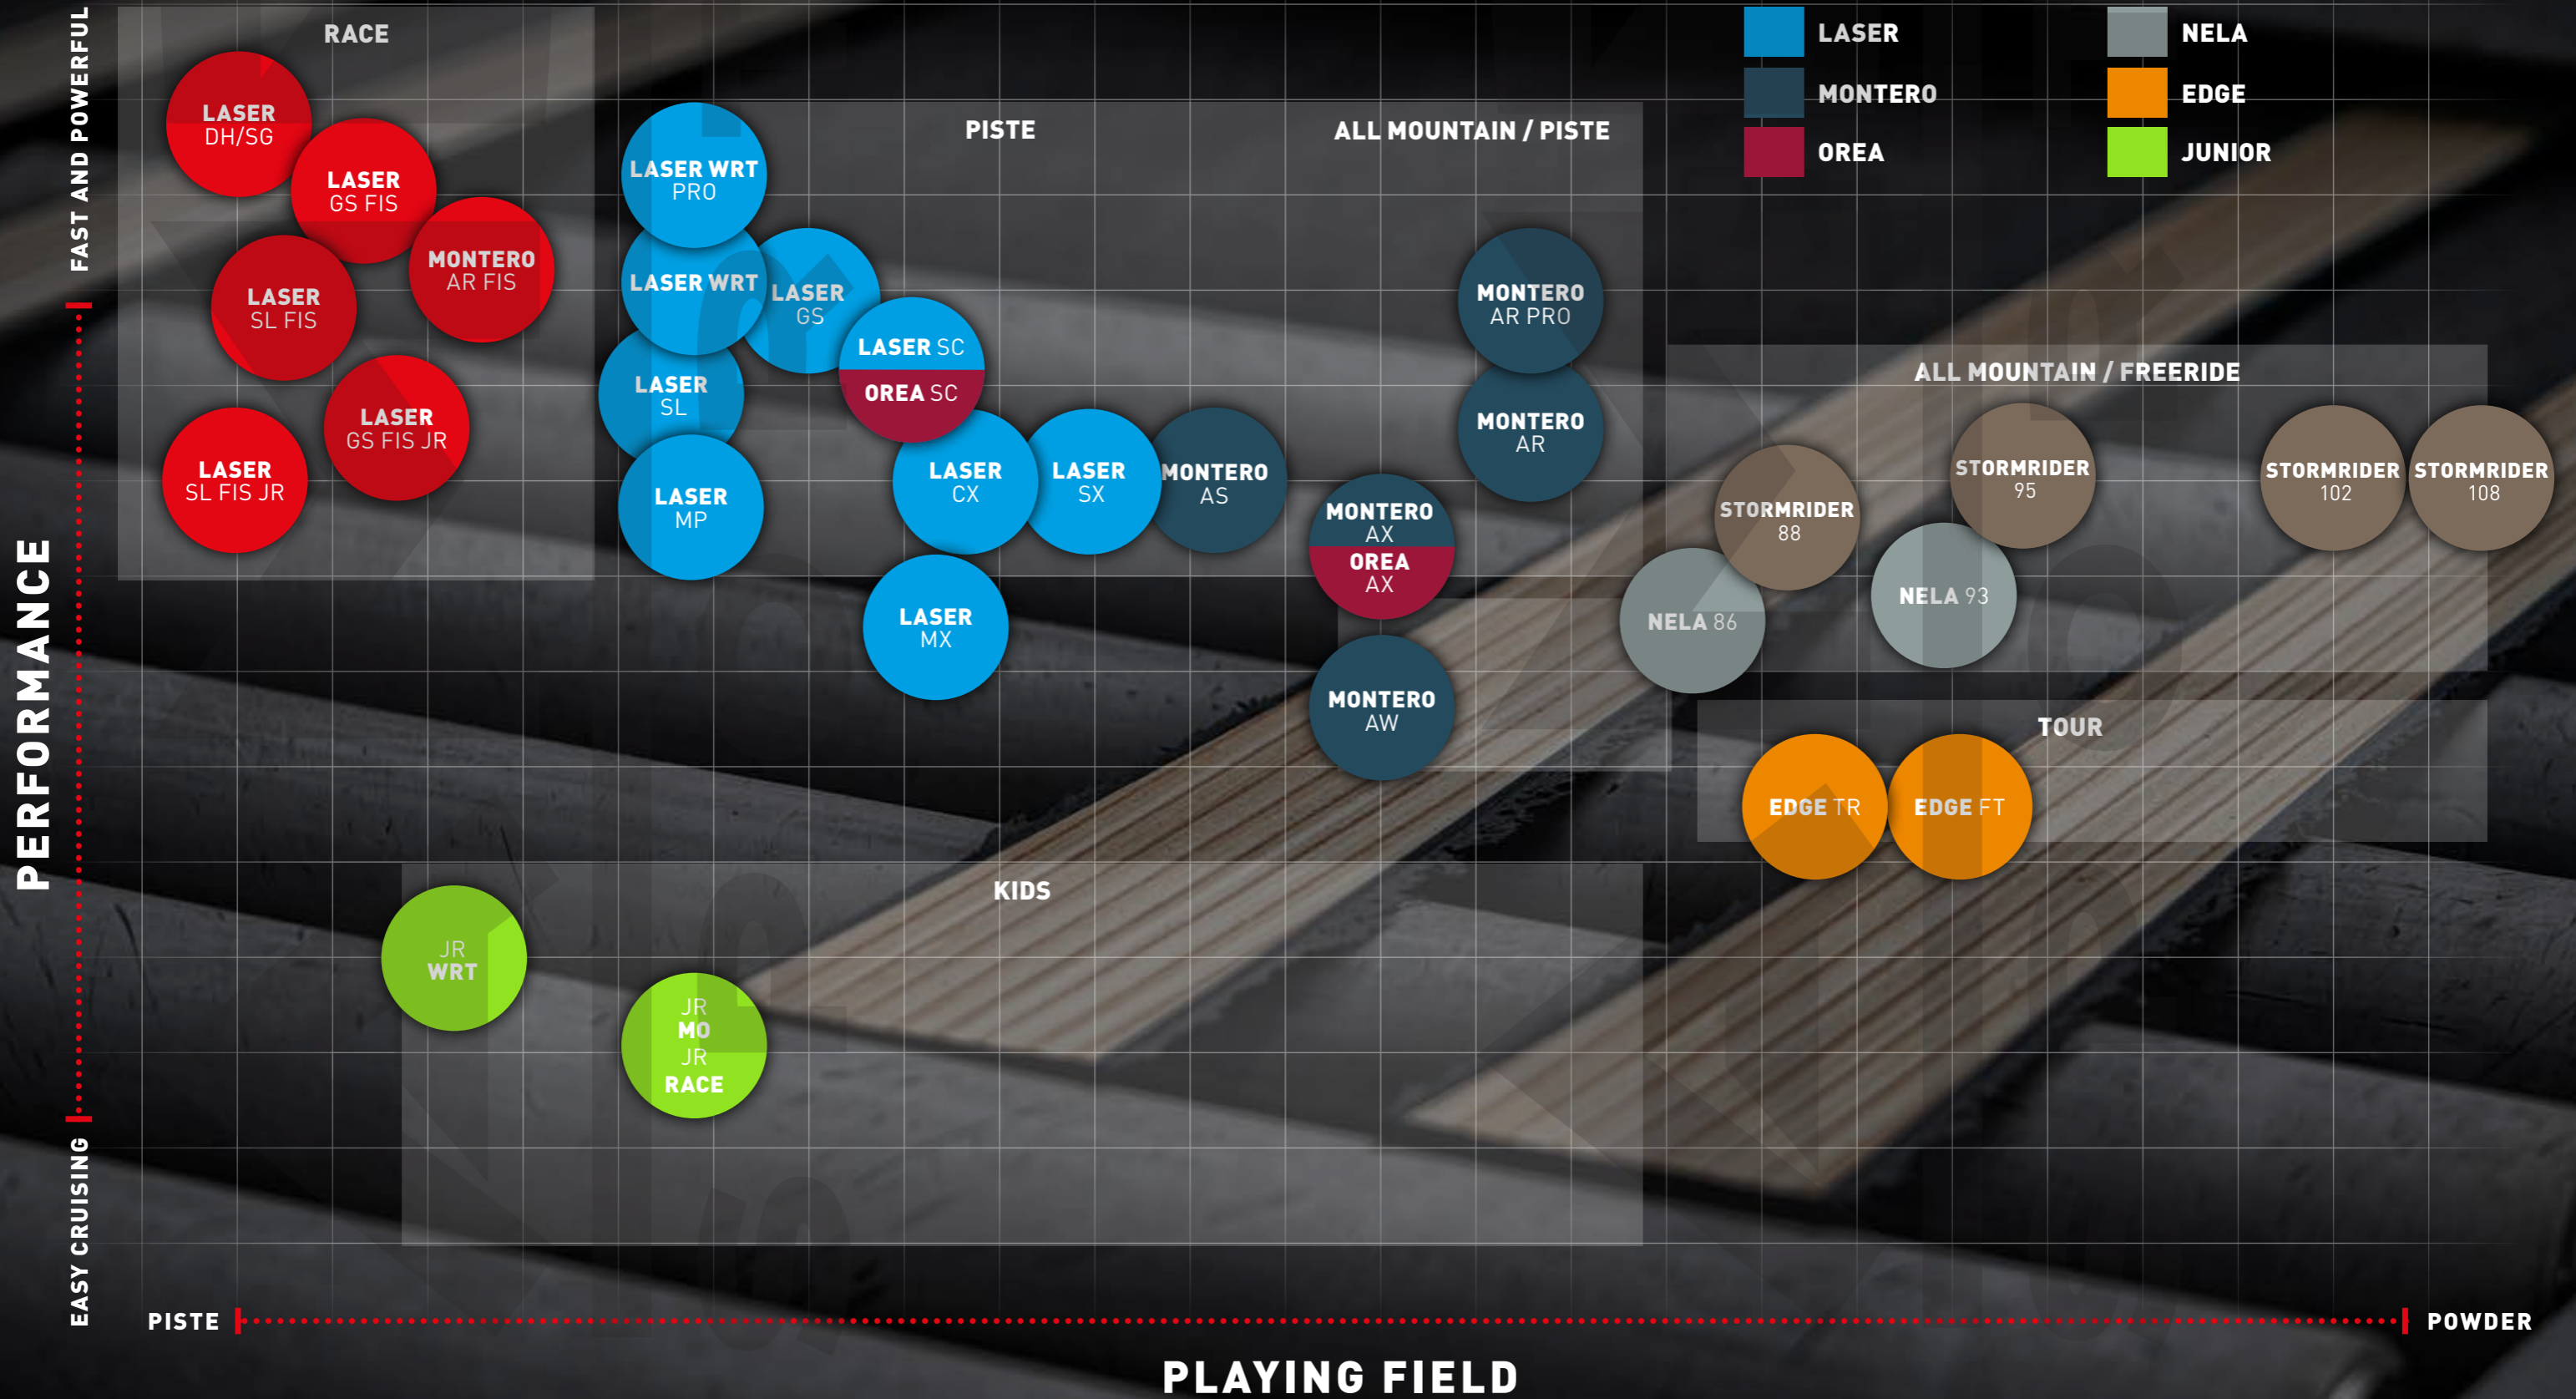 FAST AND POWERFUL
PERFORMANCE
EASY CRUISING
RACE
LASER
DH/SG
LASER
GS FIS
MONTERO
AR FIS
LASER
SL FIS
LASER
GS FIS JR
LASER
SL FIS JR
PISTE
LASER WRT
PRO
LASER WRT
LASER
GS
LASER SC
OREA SC
LASER
SL
LASER
MP
LASER
CX
LASER
SX
MONTERO
AS
LASER
MX
ALL MOUNTAIN / PISTE
MONTERO
AR PRO
MONTERO
AR
MONTERO
AX
OREA
AX
MONTERO
AW
LASER
MONTERO
OREA
NELA
EDGE
JUNIOR
ALL MOUNTAIN / FREERIDE
STORMRIDER
88
STORMRIDER
95
STORMRIDER
102
STORMRIDER
108
NELA 86
NELA 93
TOUR
EDGE TR
EDGE FT
KIDS
JR
WRT
JR
MO
JR
RACE
PISTE
POWDER
PLAYING FIELD